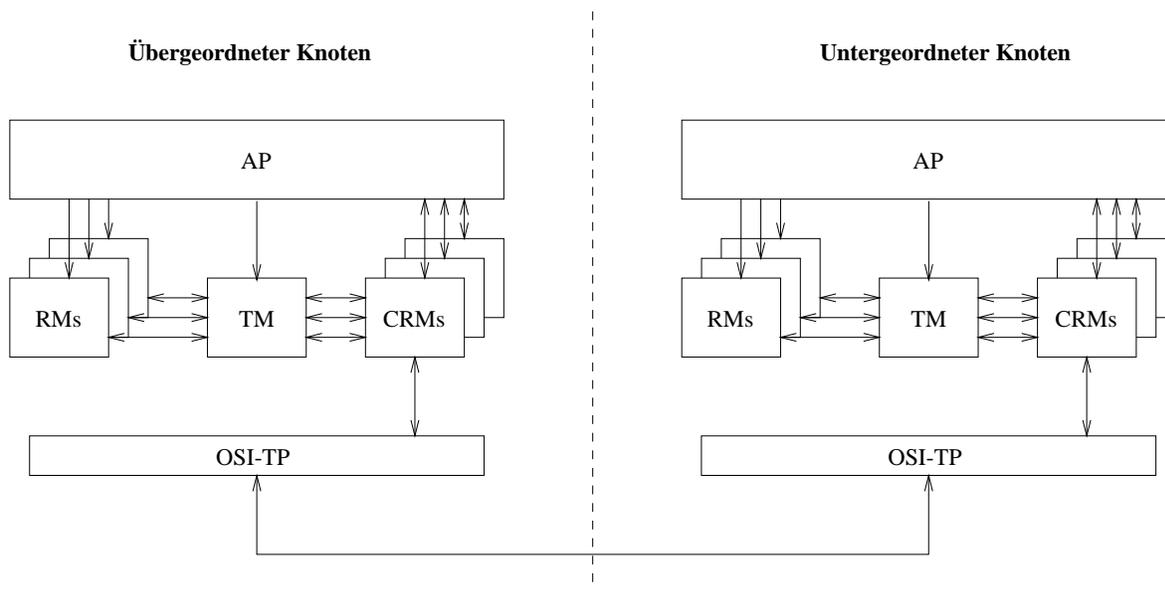 Übergeordneter Knoten
Untergeordneter Knoten
AP
AP
RMs
TM
CRMs
RMs
TM
CRMs
OSI-TP
OSI-TP